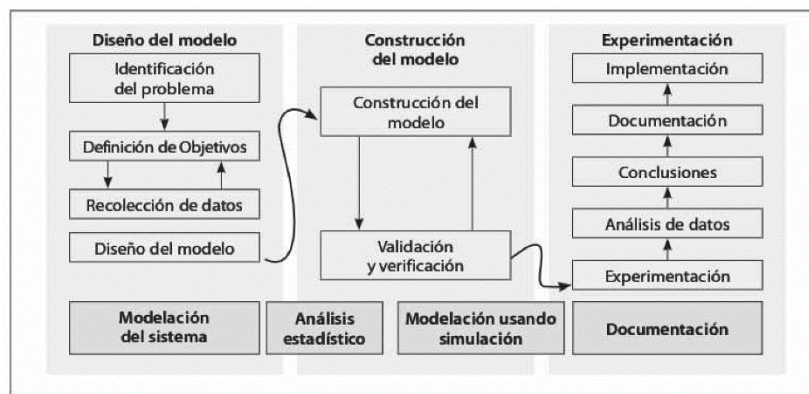 Diseño del modelo
Identificación
del problema
Definición de Objetivos
Recolección de datos
Diseño del modelo
Construcción
del modelo
Construcción del
modelo
Validación
y verificación
Experimentación
Implementación
Documentación
Conclusiones
Análisis de datos
Experimentación
Modelación
del sistema
Análisis
estadístico
Modelación usando
simulación
Documentación